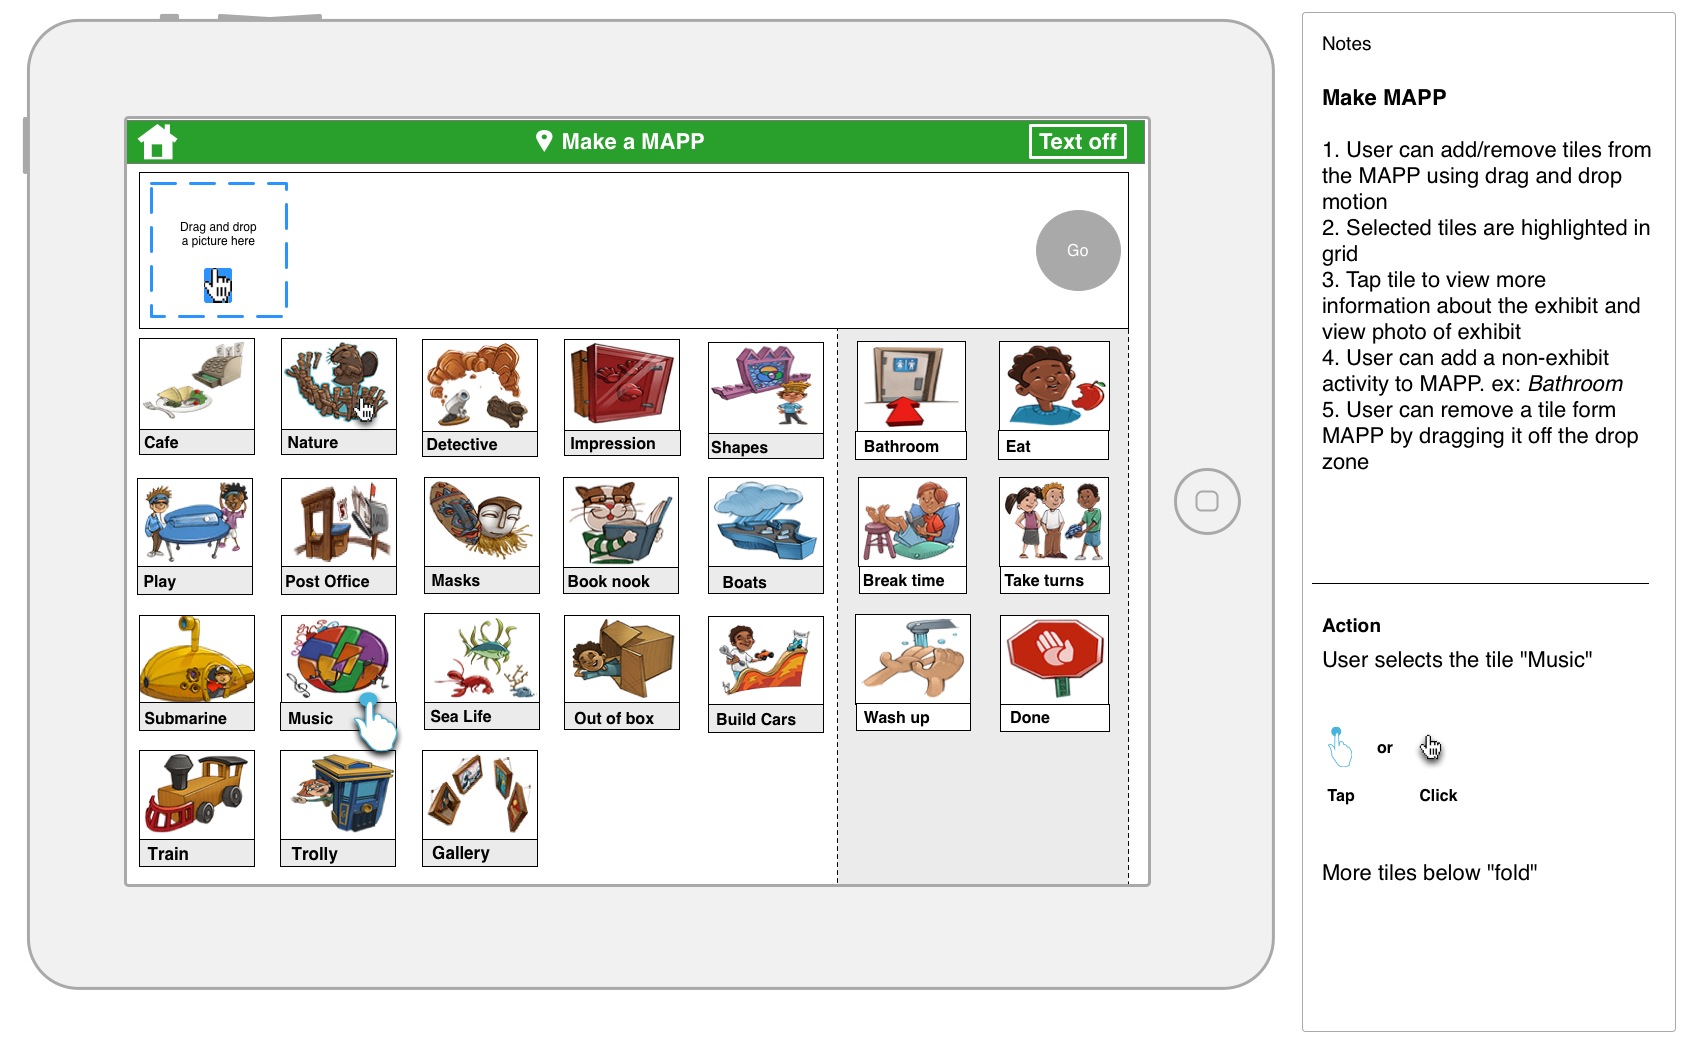 Make a MAPP
Text off
Drag and drop
a picture here
Go
Cafe
Nature
Detective
Impression
Shapes
Bathroom
Eat
Play
Post Office
Masks
Book nook
Boats
Break time
Take turns
Submarine
Music
Sea Life
Out of box
Build Cars
Wash up
Done
Train
Trolly
Gallery
Notes
Make MAPP
1. User can add/remove tiles from
the MAPP using drag and drop
motion
2. Selected tiles are highlighted in
grid
3. Tap tile to view more
information about the exhibit and
view photo of exhibit
4. User can add a non-exhibit
activity to MAPP. ex: Bathroom
5. User can remove a tile form
MAPP by dragging it off the drop
zone
Action
User selects the tile "Music"
or
Tap
Click
More tiles below "fold"